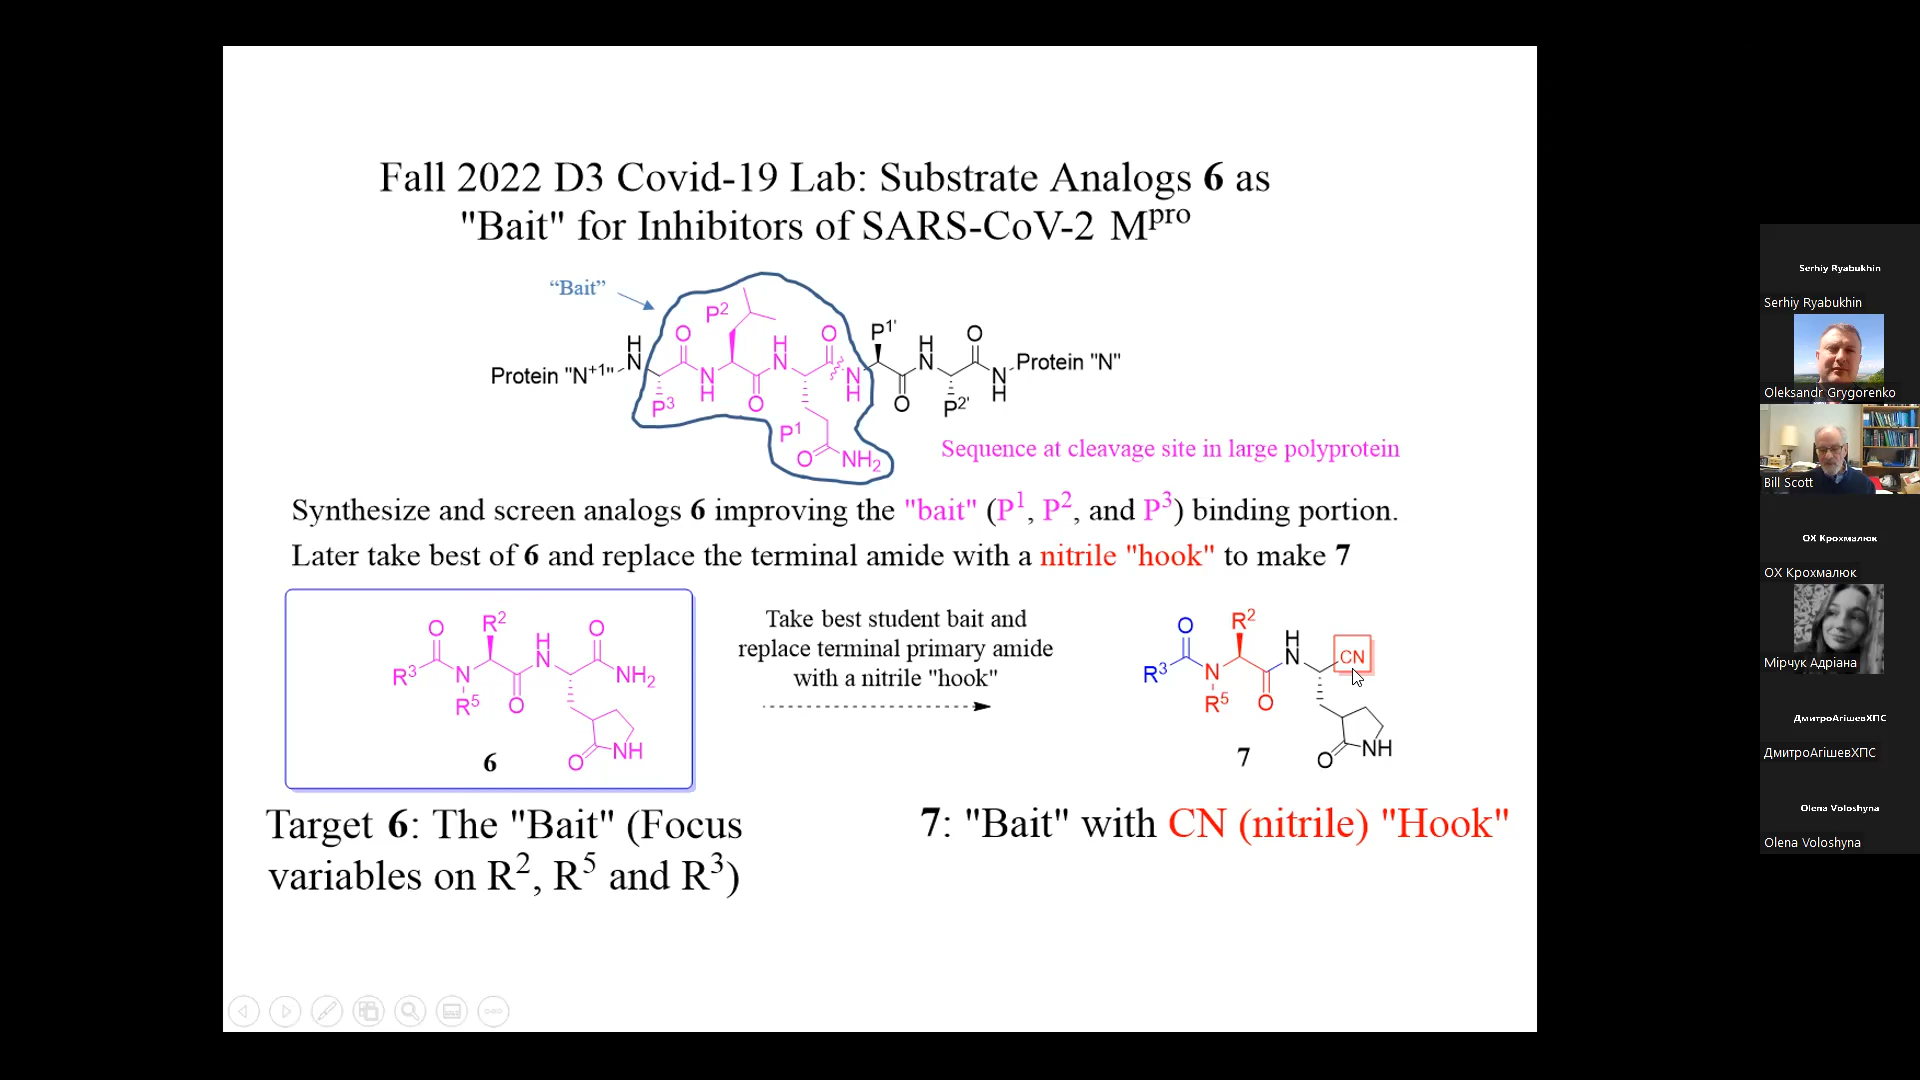 Fall 2022 D3 Covid-19 Lab: Substrate Analogs 6 as
"Bait" for Inhibitors of SARS-CoV-2 Mpro
“Bait”
P2
O
O
P1'
O
H
N
H
N
H
N
Protein "N+1"
Protein "N"
N
H
N
H
N
H
P3
O
O
P2'
P1
O
NH2
Sequence at cleavage site in large polyprotein
Synthesize and screen analogs 6 improving the "bait" (P1, P2, and P3) binding portion.
Later take best of 6 and replace the terminal amide with a nitrile "hook" to make 7
O
R2
H
N
O
R3
N
NH2
R5
O
O
NH
6
Take best student bait and
replace terminal primary amide
with a nitrile "hook"
O
R2
H
N
CN
R3
N
R5
O
O
NH
7
Target 6: The "Bait" (Focus
variables on R2, R5 and R3)
7: "Bait" with CN (nitrile) "Hook"
Serhiy Ryabukhin
Serhiy Ryabukhin
Oleksandr Grygorenko
Bill Scott
ОХ Крохмалюк
ОХ Крохмалюк
Мірчук Адріана
ДмитроАгішевХПС
ДмитроАгішевХПС
Olena Voloshyna
Olena Voloshyna